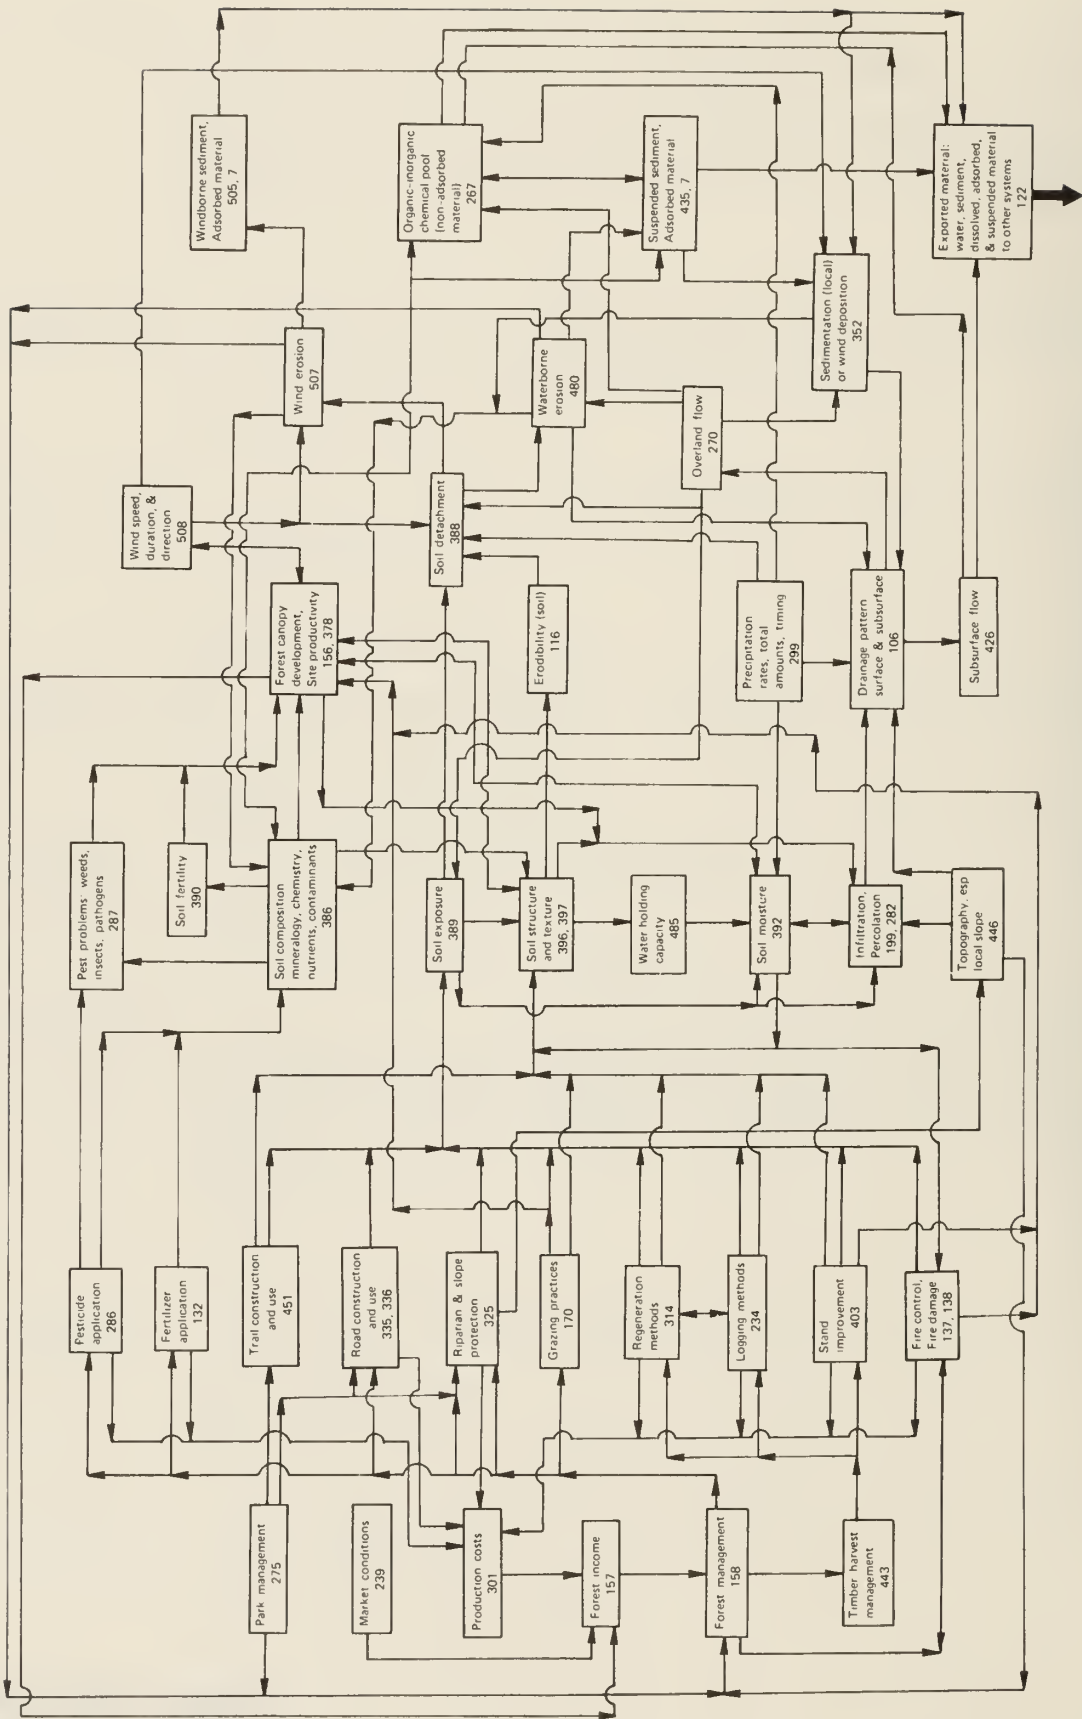 Park management
275
Market conditions
239
Production costs
301
Forest income
157
Forest management
158
Timber harvest
management
443
Pesticide
application
286
Fertilizer
application
132
Trail construction
and use
451
Road construction
and use
335, 336
Riparian & slope
protection
325
Grazing practices
170
Regeneration
methods
314
Logging methods
234
Stand
improvement
403
Fire control,
Fire damage
137, 138
Pest problems weeds,
insects, pathogens
287
Soil fertility
390
Soil composition
mineralogy, chemistry,
nutrients, contaminants
386
Soil exposure
389
Soil structure
and texture
396, 397
Water holding
capacity
485
Soil moisture
392
Infiltration,
Percolation
199, 282
Topography, esp
local slope
446
Forest canopy
development,
Site productivity
156, 378
Erodibility (soil)
116
Precipitation
rates, total
amounts, timing
299
Drainage pattern
surface & subsurface
106
Subsurface flow
426
Wind speed,
duration, &
direction
508
Soil detachment
388
Overland flow
270
Wind erosion
507
Waterborne
erosion
480
Sedimentation (local)
or wind deposition
352
Windborne sediment,
Adsorbed material
505, 7
Organic-inorganic
chemical pool
(non-adsorbed
material)
267
Suspended sediment,
Adsorbed material
435, 7
Exported material:
water, sediment,
dissolved, adsorbed,
& suspended material
to other systems
122